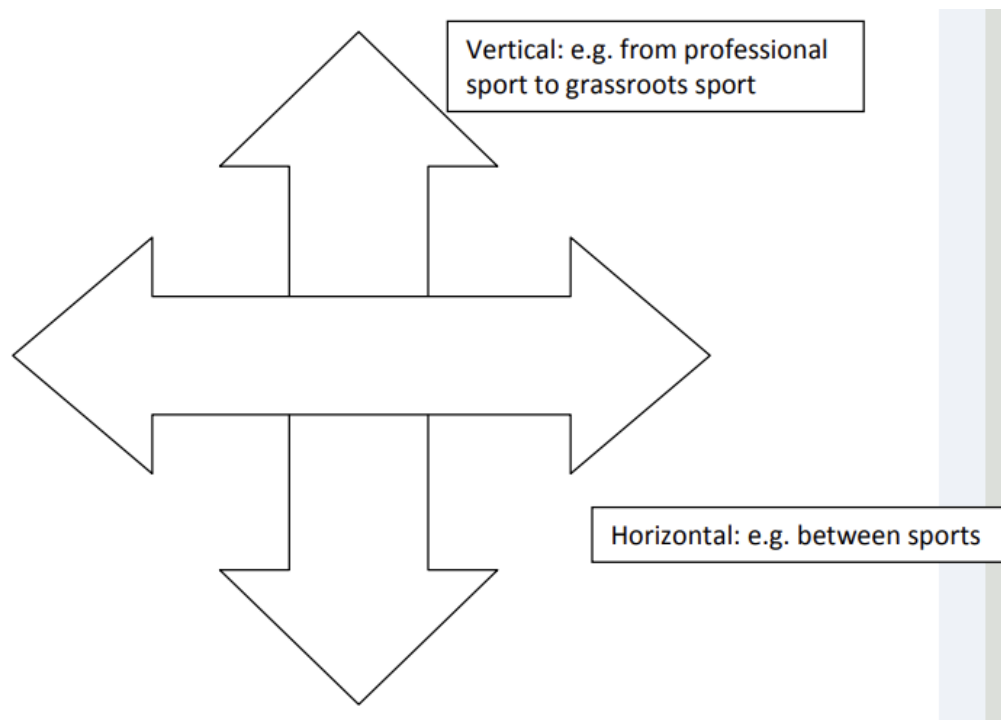 Vertical: e.g. from professional
sport to grassroots sport
Horizontal: e.g. between sports